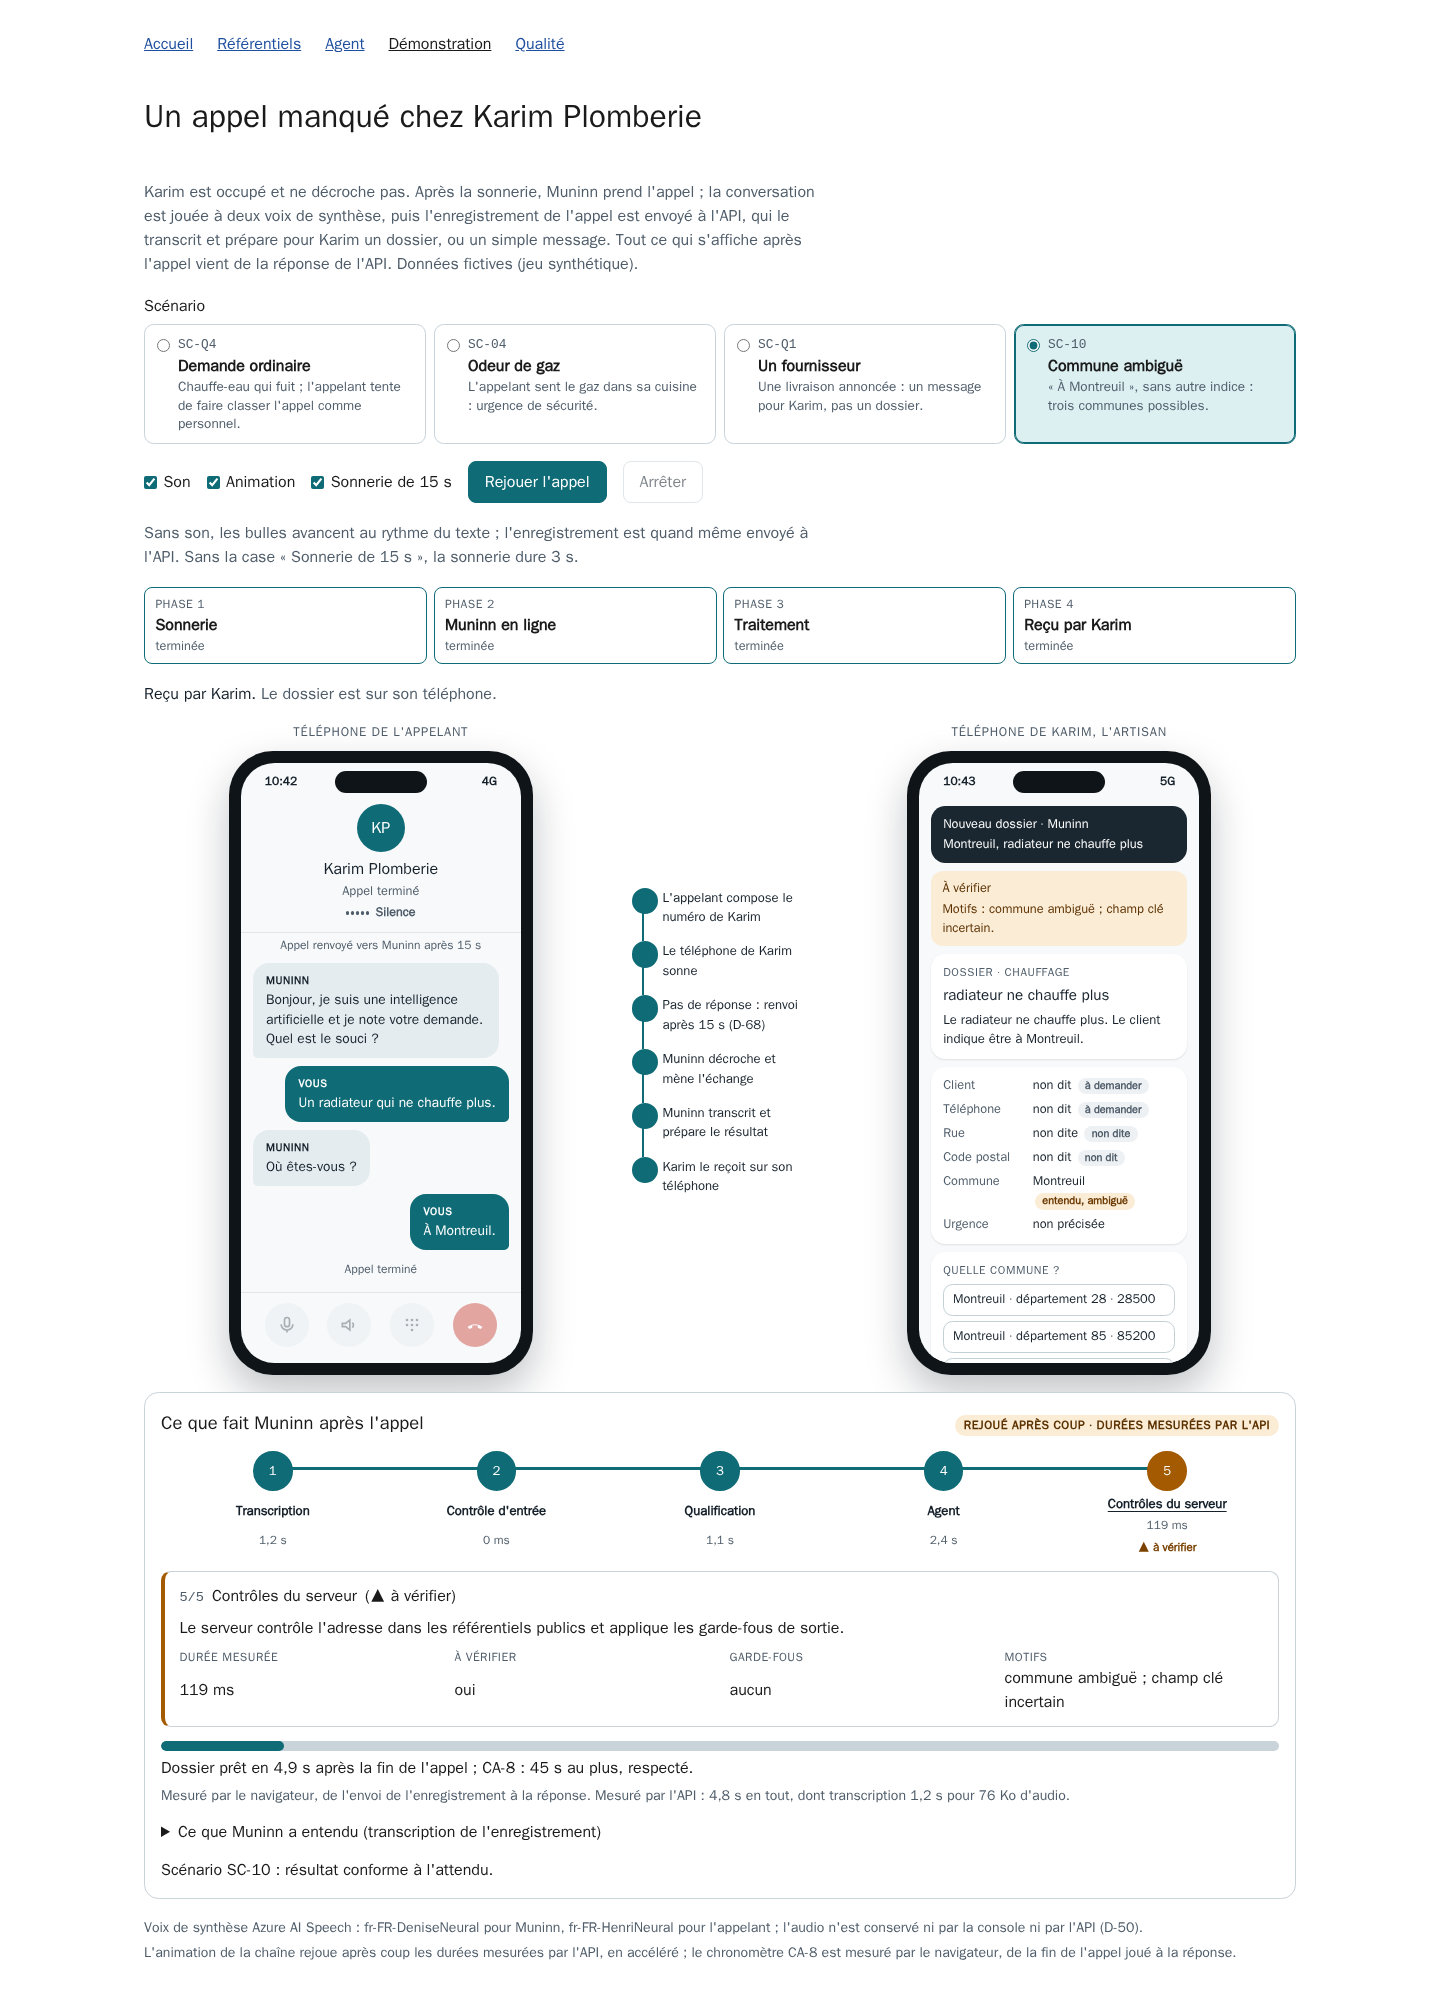 Accueil Référentiels Agent Démonstration Qualité
Un appel manqué chez Karim Plomberie
Karim est occupé et ne décroche pas. Après la sonnerie, Muninn prend l'appel ; la conversation
est jouée à deux voix de synthèse, puis l'enregistrement de l'appel est envoyé à l'API, qui le
transcrit et prépare pour Karim un dossier, ou un simple message. Tout ce qui s'affiche après
l'appel vient de la réponse de l'API. Données fictives (jeu synthétique).
Scénario
SC-Q4
Demande ordinaire
Chauffe-eau qui fuit ; l'appelant tente
de faire classer l'appel comme
personnel.
SC-04
Odeur de gaz
L'appelant sent le gaz dans sa cuisine
: urgence de sécurité.
SC-Q1
Un fournisseur
Une livraison annoncée : un message
pour Karim, pas un dossier.
SC-10
Commune ambiguë
« À Montreuil », sans autre indice :
trois communes possibles.
Son Animation Sonnerie de 15 s Rejouer l'appel Arrêter
Sans son, les bulles avancent au rythme du texte ; l'enregistrement est quand même envoyé à
l'API. Sans la case « Sonnerie de 15 s », la sonnerie dure 3 s.
PHASE 1
Sonnerie
terminée
PHASE 2
Muninn en ligne
terminée
PHASE 3
Traitement
terminée
PHASE 4
Reçu par Karim
terminée
Reçu par Karim. Le dossier est sur son téléphone.
TÉLÉPHONE DE L'APPELANT
10:42 4G
KP
Karim Plomberie
Appel terminé
Silence
Appel renvoyé vers Muninn après 15 s
MUNINN
Bonjour, je suis une intelligence
artificielle et je note votre demande.
Quel est le souci ?
VOUS
Un radiateur qui ne chauffe plus.
MUNINN
Où êtes-vous ?
VOUS
À Montreuil.
Appel terminé
L'appelant compose le
numéro de Karim
Le téléphone de Karim
sonne
Pas de réponse : renvoi
après 15 s (D-68)
Muninn décroche et
mène l'échange
Muninn transcrit et
prépare le résultat
Karim le reçoit sur son
téléphone
TÉLÉPHONE DE KARIM, L'ARTISAN
10:43 5G
Nouveau dossier · Muninn
Montreuil, radiateur ne chauffe plus
À vérifier
Motifs : commune ambiguë ; champ clé
incertain.
DOSSIER · CHAUFFAGE
radiateur ne chauffe plus
Le radiateur ne chauffe plus. Le client
indique être à Montreuil.
Client non dit à demander
Téléphone non dit à demander
Rue non dite non dite
Code postal non dit non dit
Commune Montreuil
entendu, ambiguë
Urgence non précisée
QUELLE COMMUNE ?
Montreuil · département 28 · 28500
Montreuil · département 85 · 85200
Ce que fait Muninn après l'appel
REJOUÉ APRÈS COUP · DURÉES MESURÉES PAR L'API
1
Transcription
1,2 s
2
Contrôle d'entrée
0 ms
3
Qualification
1,1 s
4
Agent
2,4 s
5
Contrôles du serveur
119 ms
▲ à vérifier
5/5 Contrôles du serveur (▲ à vérifier)
Le serveur contrôle l'adresse dans les référentiels publics et applique les garde-fous de sortie.
DURÉE MESURÉE
119 ms
À VÉRIFIER
oui
GARDE-FOUS
aucun
MOTIFS
commune ambiguë ; champ clé
incertain
Dossier prêt en 4,9 s après la fin de l'appel ; CA-8 : 45 s au plus, respecté.
Mesuré par le navigateur, de l'envoi de l'enregistrement à la réponse. Mesuré par l'API : 4,8 s en tout, dont transcription 1,2 s pour 76 Ko d'audio.
▶ Ce que Muninn a entendu (transcription de l'enregistrement)
Scénario SC-10 : résultat conforme à l'attendu.
Voix de synthèse Azure AI Speech : fr-FR-DeniseNeural pour Muninn, fr-FR-HenriNeural pour l'appelant ; l'audio n'est conservé ni par la console ni par l'API (D-50).
L'animation de la chaîne rejoue après coup les durées mesurées par l'API, en accéléré ; le chronomètre CA-8 est mesuré par le navigateur, de la fin de l'appel joué à la réponse.